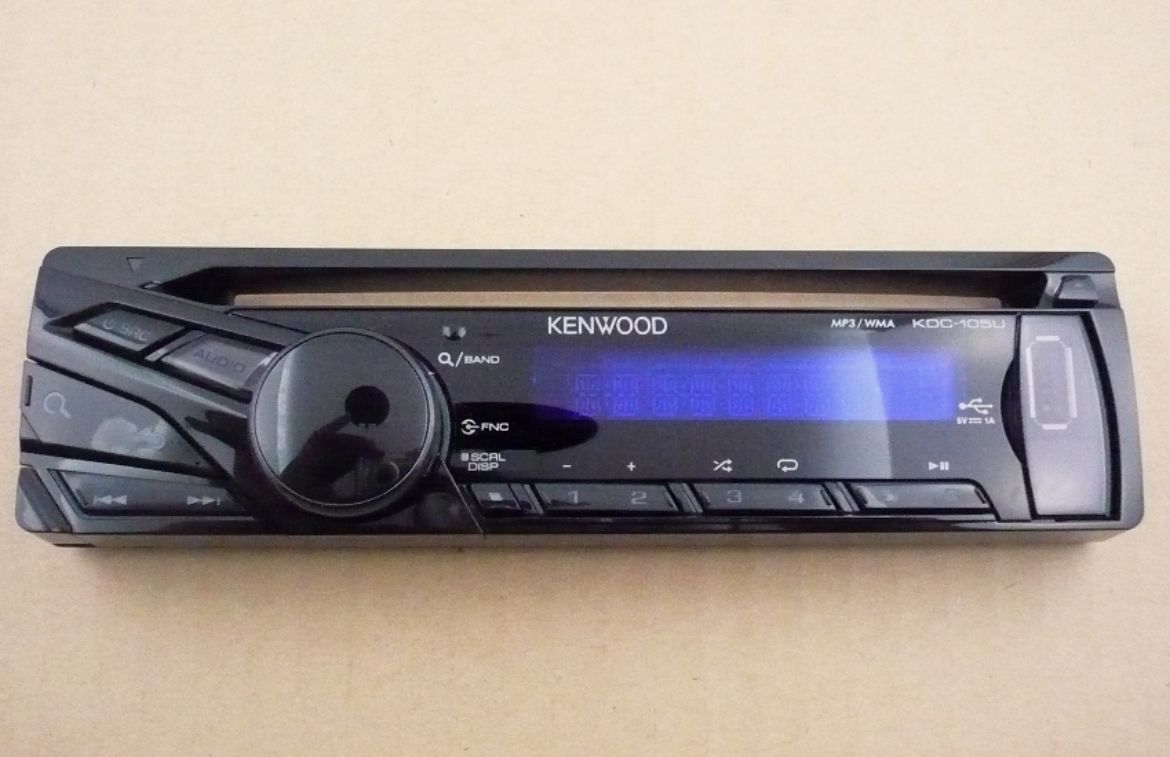 KENWOOD
MP3/WMA KDC-105U
SRC
AUDIO
/BAND
5V 1A
FNC
SCRL
DISP
- +
1 2 3 4